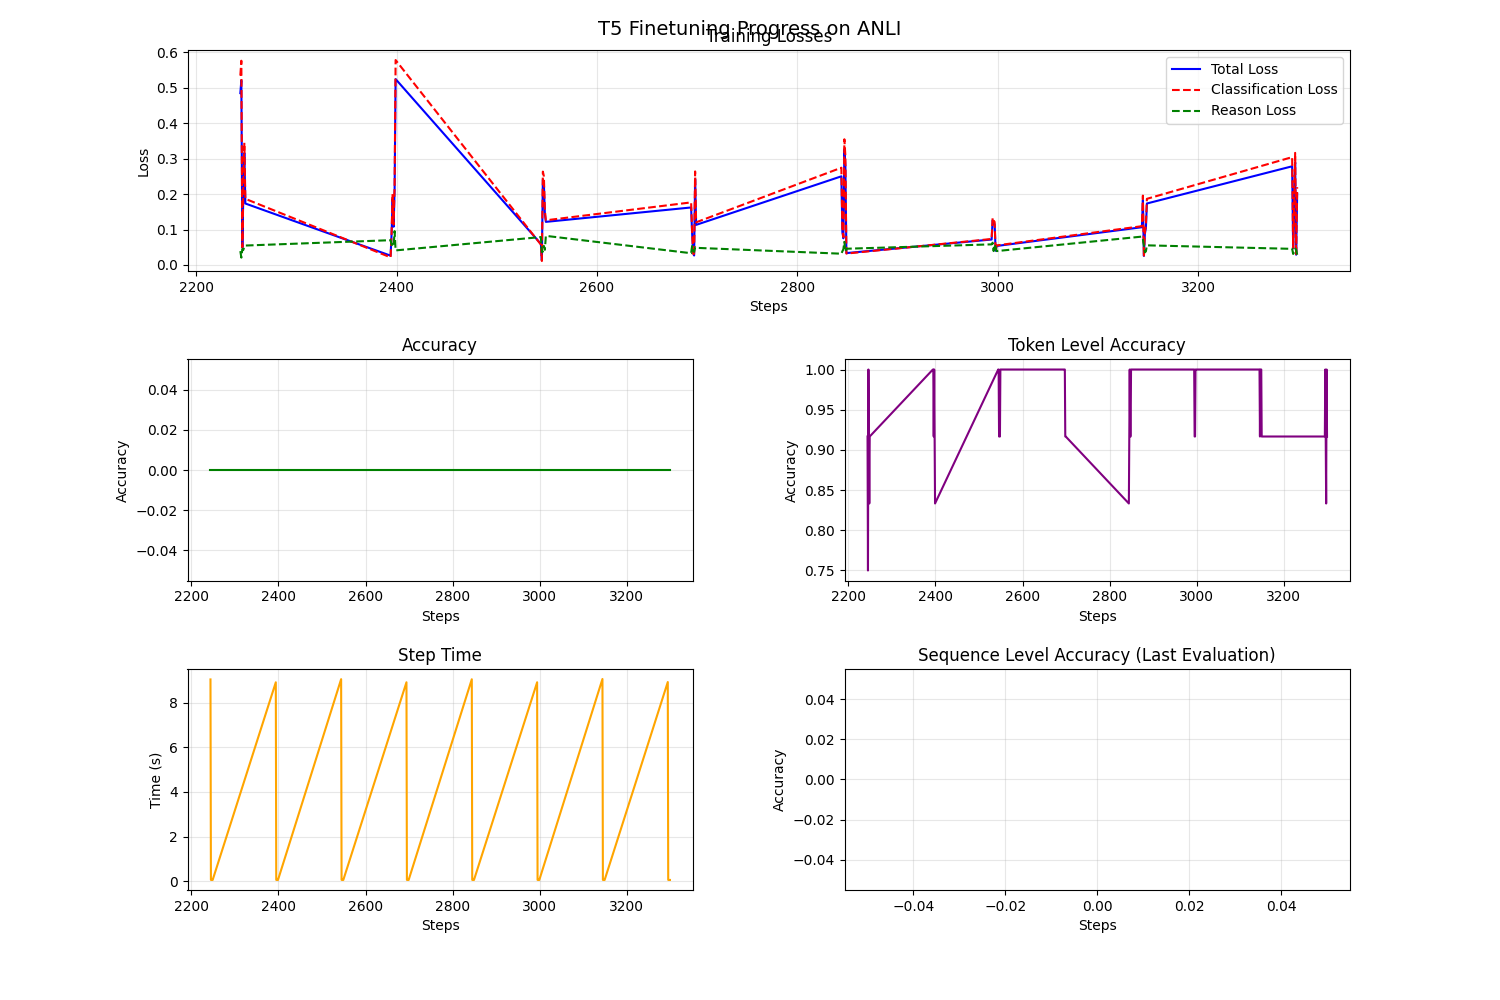 T5 Finetuning Progress on ANLI
Training Losses
0.6
0.5
0.4
0.3
0.2
0.1
0.0
Loss
Total Loss
Classification Loss
Reason Loss
2200 2400 2600 2800 3000 3200
Steps
Accuracy
0.04
0.02
0.00
−0.02
−0.04
Accuracy
2200 2400 2600 2800 3000 3200
Steps
Token Level Accuracy
1.00
0.95
0.90
0.85
0.80
0.75
Accuracy
2200 2400 2600 2800 3000 3200
Steps
Step Time
8
6
4
2
0
Time (s)
2200 2400 2600 2800 3000 3200
Steps
Sequence Level Accuracy (Last Evaluation)
0.04
0.02
0.00
−0.02
−0.04
Accuracy
−0.04 −0.02 0.00 0.02 0.04
Steps